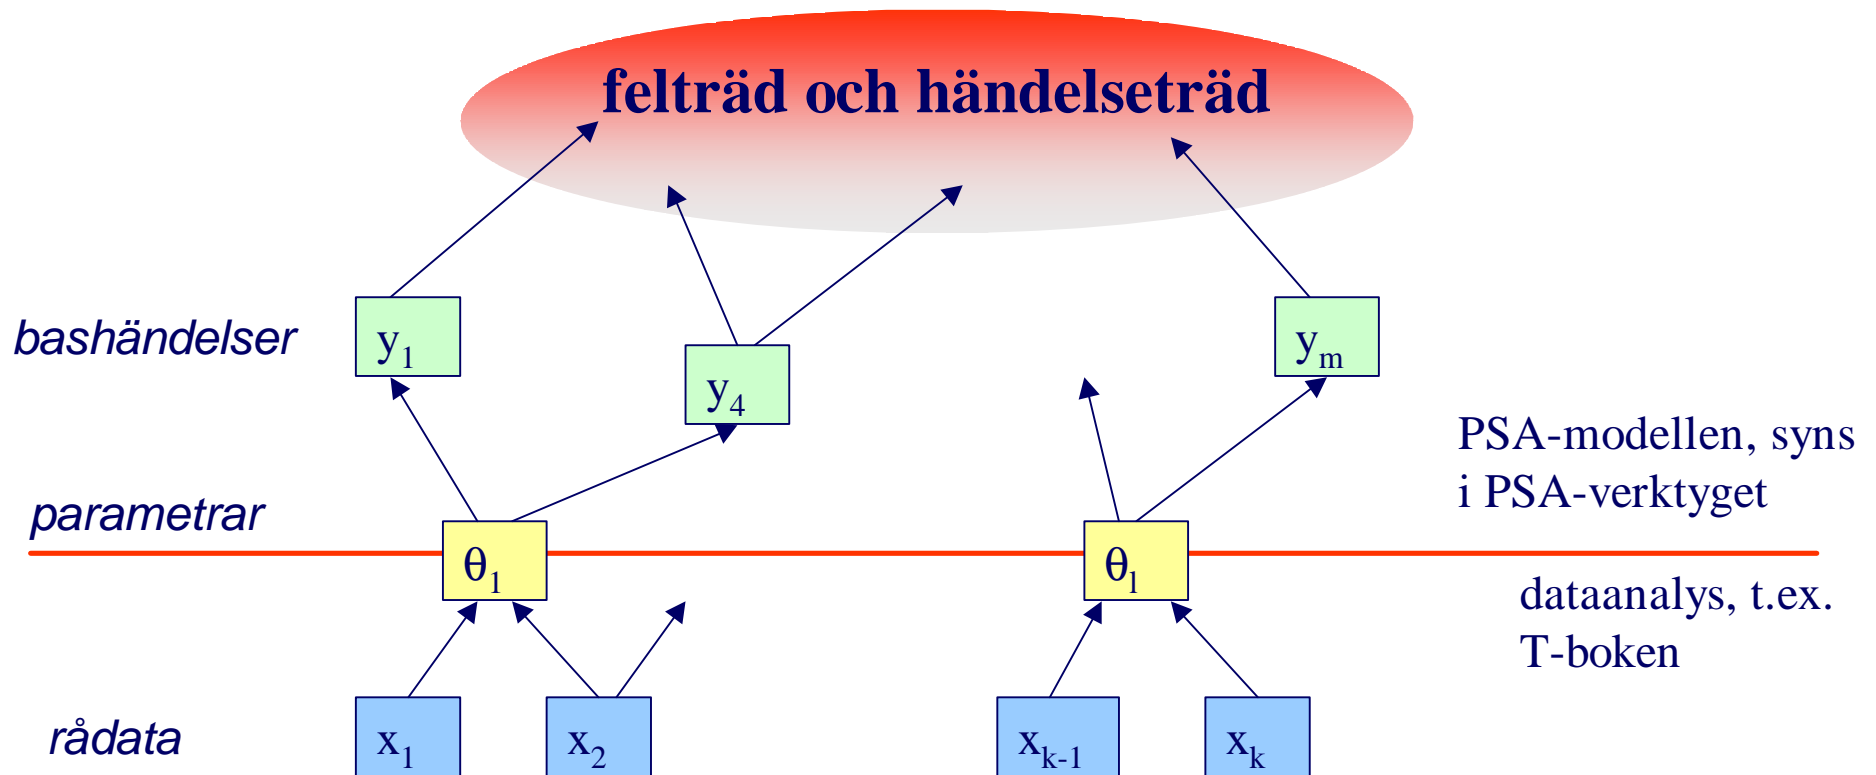 felträd och händelseträd
bashändelser
y1
y4
ym
PSA-modellen, syns
i PSA-verktyget
parametrar
θ1
θl
dataanalys, t.ex.
T-boken
rådata
x1
x2
xk-1
xk